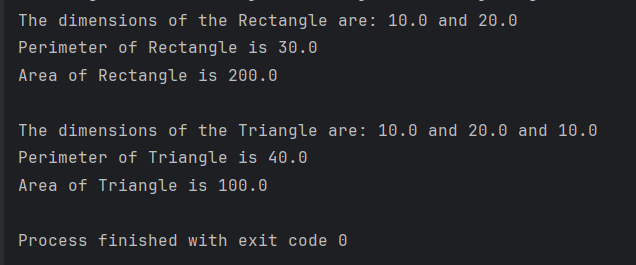 The dimensions of the Rectangle are: 10.0 and 20.0
Perimeter of Rectangle is 30.0
Area of Rectangle is 200.0
The dimensions of the Triangle are: 10.0 and 20.0 and 10.0
Perimeter of Triangle is 40.0
Area of Triangle is 100.0
Process finished with exit code 0